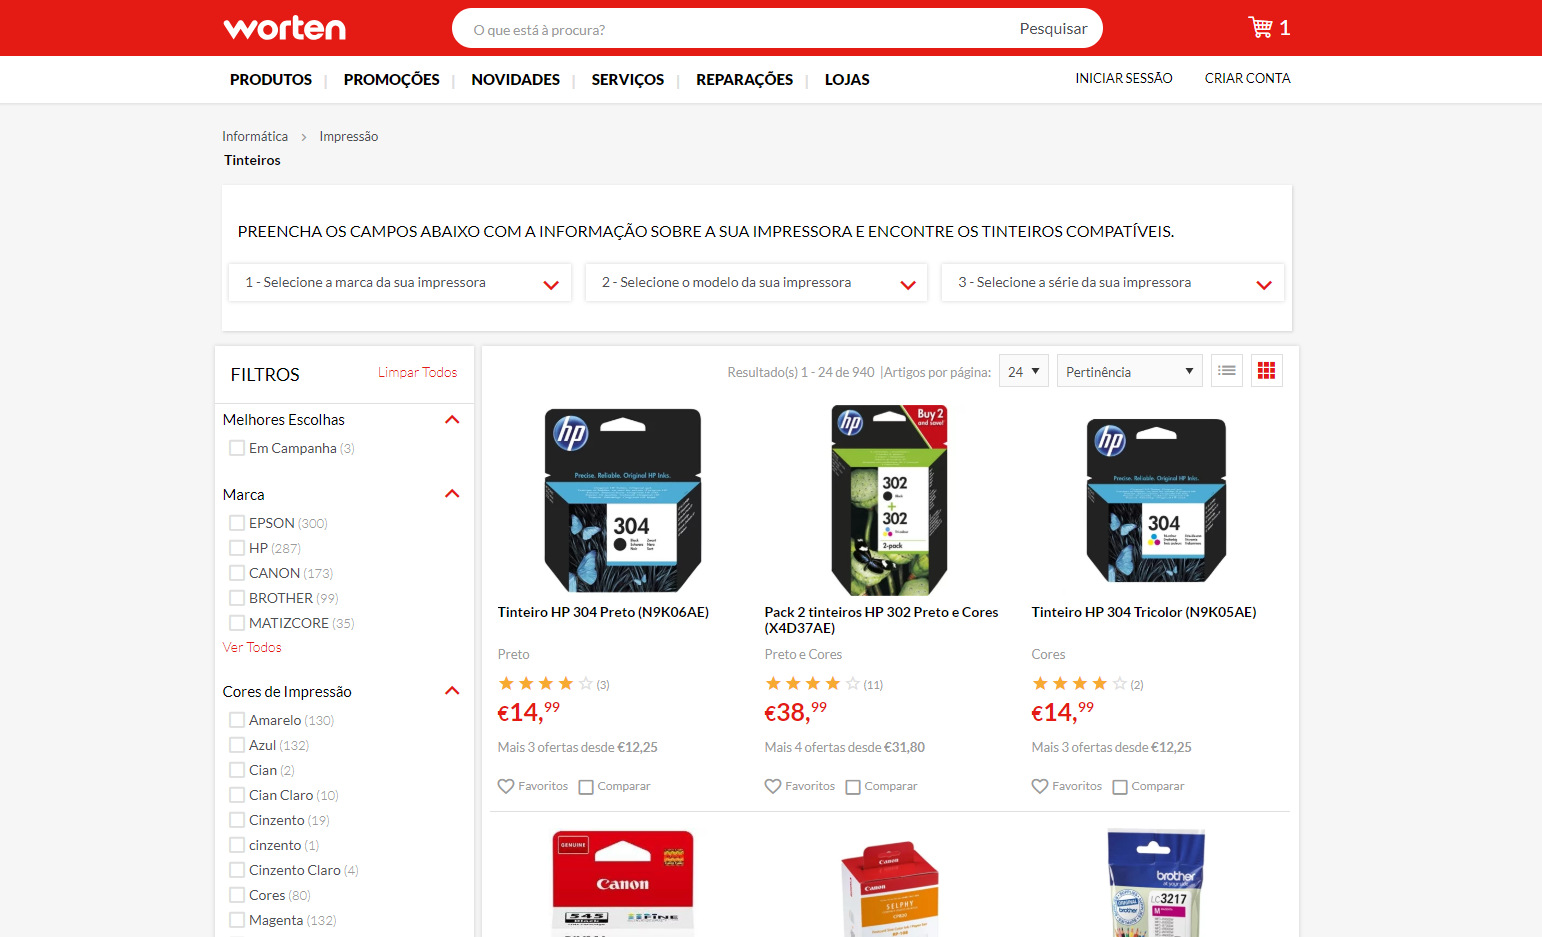 worten
O que está à procura?
Pesquisar
1
PRODUTOS | PROMOÇÕES | NOVIDADES | SERVIÇOS | REPARAÇÕES | LOJAS
INICIAR SESSÃO
CRIAR CONTA
Informática > Impressão
Tinteiros
PREENCHA OS CAMPOS ABAIXO COM A INFORMAÇÃO SOBRE A SUA IMPRESSORA E ENCONTRE OS TINTEIROS COMPATÍVEIS.
1 - Selecione a marca da sua impressora
2 - Selecione o modelo da sua impressora
3 - Selecione a série da sua impressora
FILTROS
Limpar Todos
Melhores Escolhas
Em Campanha (3)
Marca
EPSON (300)
HP (287)
CANON (173)
BROTHER (99)
MATIZCORE (35)
Ver Todos
Cores de Impressão
Amarelo (130)
Azul (132)
Cian (2)
Cian Claro (10)
Cinzento (19)
cinzento (1)
Cinzento Claro (4)
Cores (80)
Magenta (132)
Resultado(s) 1 - 24 de 940 |Artigos por página:
24
Pertinência
hp
Precise. Reliable. Original HP Inks.
304
Tinteiro HP 304 Preto (N9K06AE)
Preto
(3)
€14,99
Mais 3 ofertas desde €12,25
Favoritos
Comparar
hp
Buy 2
and save!
302
+
302
2-pack
Pack 2 tinteiros HP 302 Preto e Cores
(X4D37AE)
Preto e Cores
(11)
€38,99
Mais 4 ofertas desde €31,80
Favoritos
Comparar
hp
Precise. Reliable. Original HP Inks.
304
Tinteiro HP 304 Tricolor (N9K05AE)
Cores
(2)
€14,99
Mais 3 ofertas desde €12,25
Favoritos
Comparar
GENUINE
Canon
545
FINE
Canon
SELPHY
brother
LC3217
M